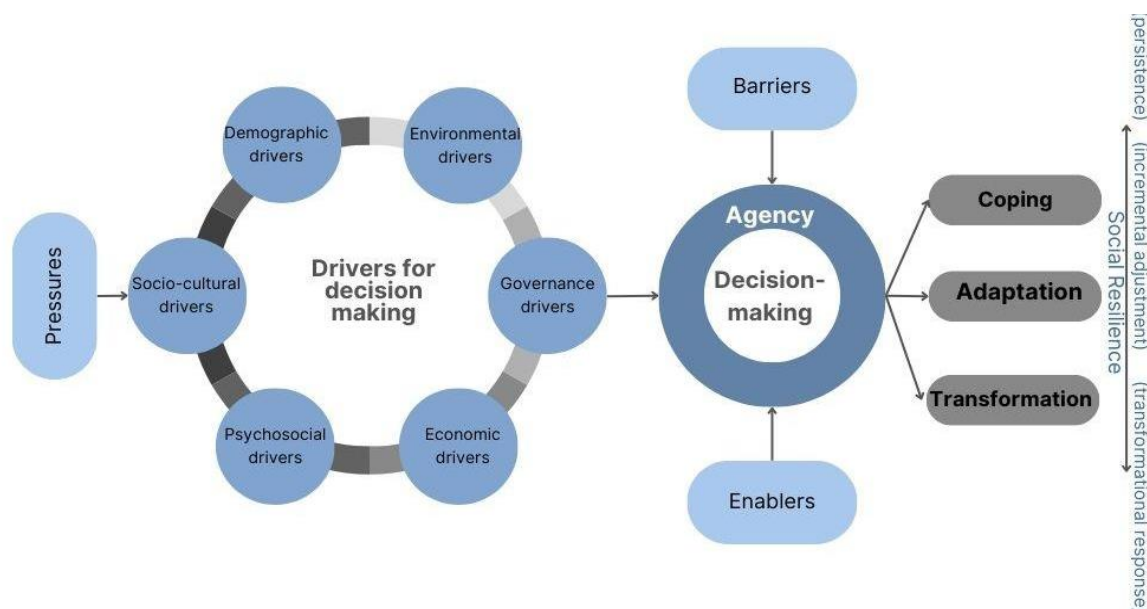 Pressures
Demographic
drivers
Environmental
drivers
Socio-cultural
drivers
Drivers for
decision
making
Governance
drivers
Psychosocial
drivers
Economic
drivers
Barriers
Agency
Decision-
making
Enablers
Coping
Adaptation
Transformation
Social Resilience
persistence) (incremental adjustment) (transformational response